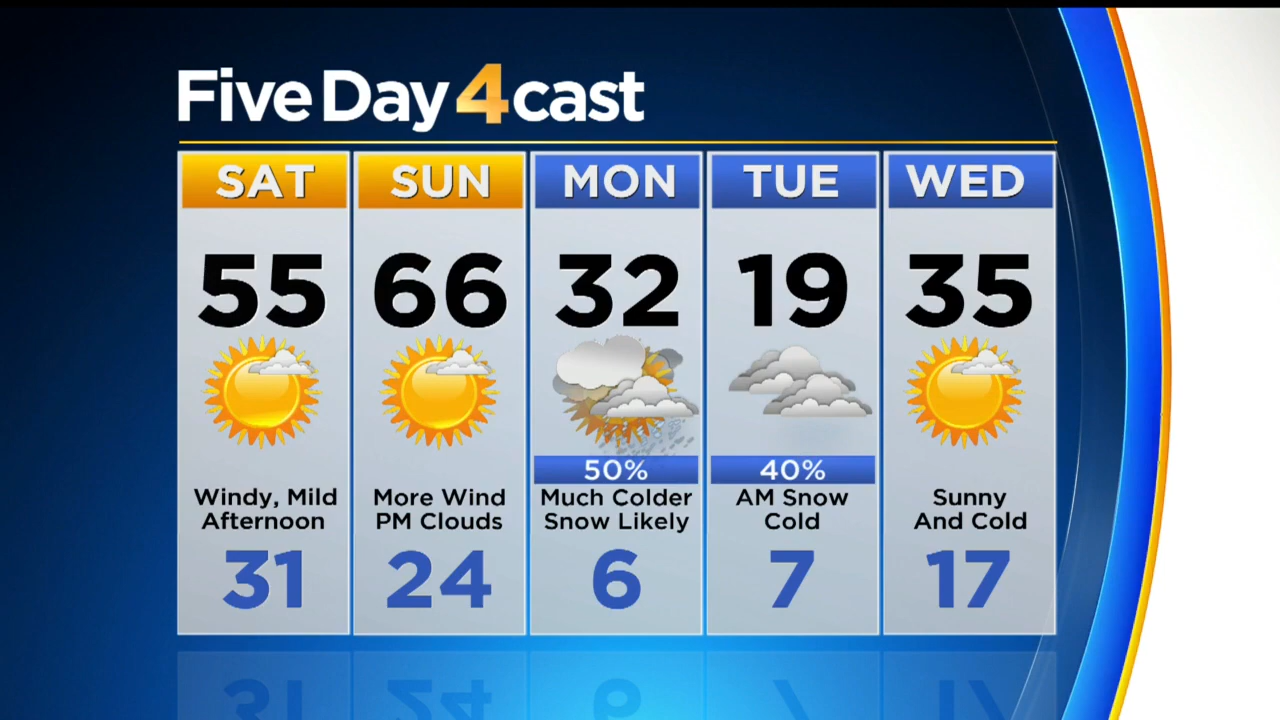 Five Day 4cast
SAT SUN MON TUE WED
55 66 32 19 35
50% 40%
Windy, Mild More Wind Much Colder AM Snow Sunny
Afternoon PM Clouds Snow Likely Cold And Cold
31 24 6 7 17